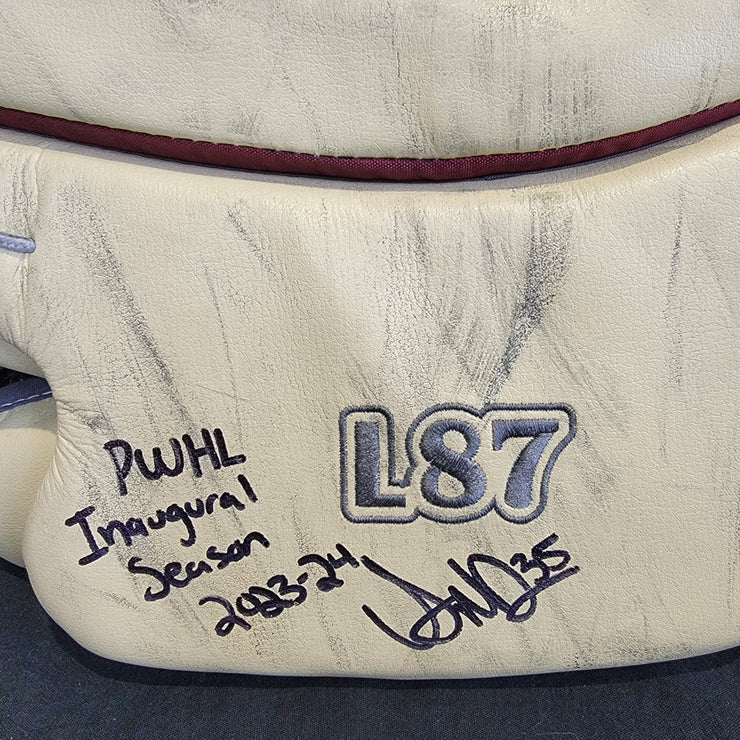 L87
PWHL
Inaugural
Season
2023-24
35